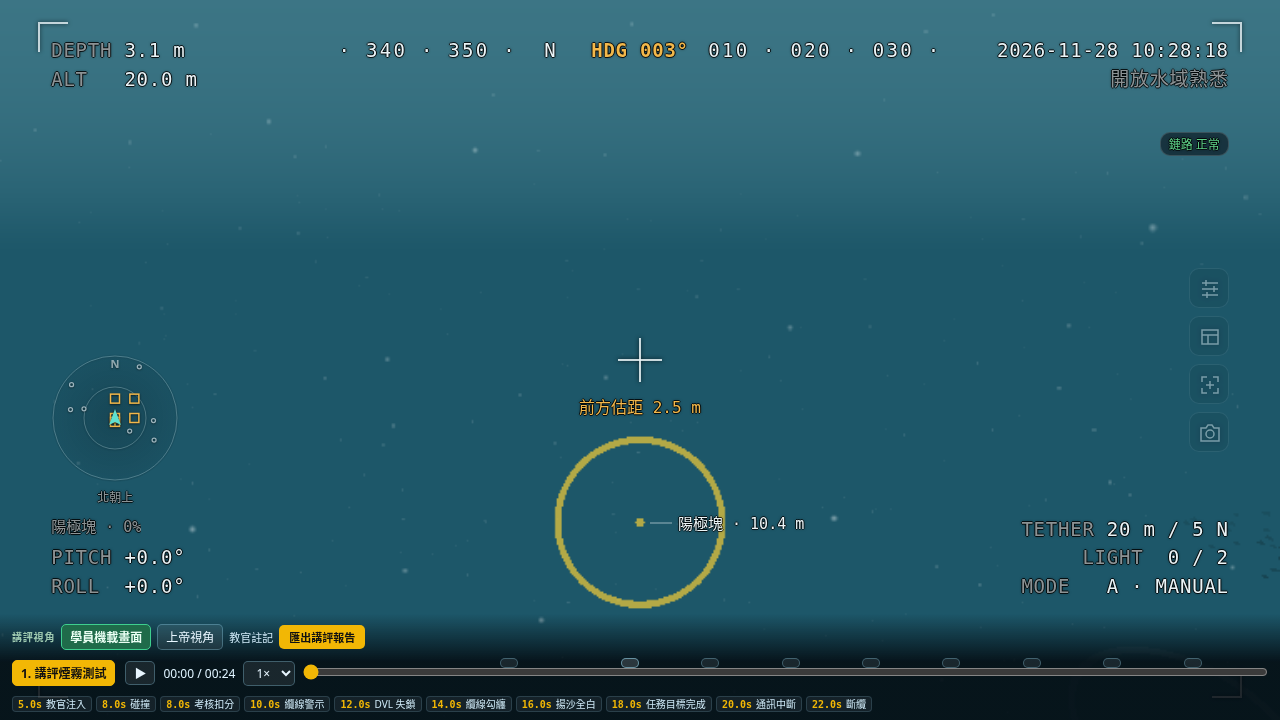 DEPTH 3.1 m
ALT 20.0 m
· 340 · 350 · N HDG 003° 010 · 020 · 030 ·
2026-11-28 10:28:18
開放水域熟悉
鏈路 正常
前方估距 2.5 m
陽極塊 · 10.4 m
N
北朝上
陽極塊 · 0%
PITCH +0.0°
ROLL +0.0°
TETHER 20 m / 5 N
LIGHT 0 / 2
MODE A · MANUAL
講評視角 學員機載畫面 上帝視角 教官註記 匯出講評報告
1. 講評煙霧測試 00:00 / 00:24 1×
5.0s 教官注入 8.0s 碰撞 8.0s 考核扣分 10.0s 纜線警示 12.0s DVL 失鎖 14.0s 纜線勾纏 16.0s 揚沙全白 18.0s 任務目標完成 20.0s 通訊中斷 22.0s 斷纜